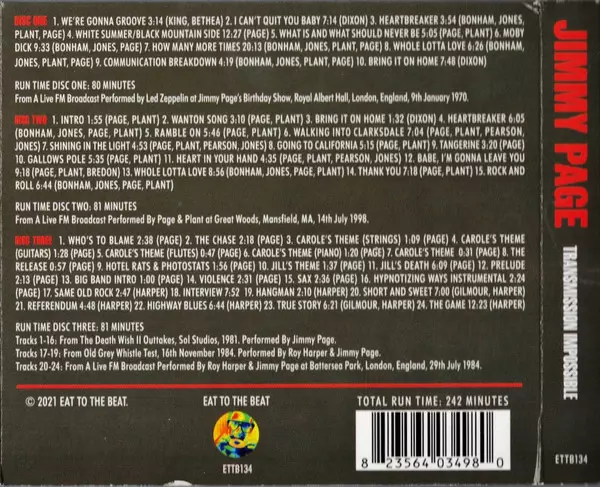 DISC ONE 1. WE'RE GONNA GROOVE 3:14 (KING, BETHEA) 2. I CAN'T QUIT YOU BABY 7:14 (DIXON) 3. HEARTBREAKER 3:54 (BONHAM, JONES,
PLANT, PAGE) 4. WHITE SUMMER/BLACK MOUNTAIN SIDE 12:27 (PAGE) 5. WHAT IS AND WHAT SHOULD NEVER BE 5:05 (PAGE, PLANT) 6. MOBY
DICK 9:33 (BONHAM, JONES, PAGE) 7. HOW MANY MORE TIMES 20:13 (BONHAM, JONES, PAGE, PLANT) 8. WHOLE LOTTA LOVE 6:26 (BONHAM,
JONES, PLANT, PAGE) 9. COMMUNICATION BREAKDOWN 4:19 (BONHAM, JONES, PAGE) 10. BRING IT ON HOME 7:48 (DIXON)
RUN TIME DISC ONE: 80 MINUTES
From A Live FM Broadcast Performed by Led Zeppelin at Jimmy Page's Birthday Show, Royal Albert Hall, London, England, 9th January 1970.
DISC TWO 1. INTRO 1:55 (PAGE, PLANT) 2. WANTON SONG 3:10 (PAGE, PLANT) 3. BRING IT ON HOME 1:32 (DIXON) 4. HEARTBREAKER 6:05
(BONHAM, JONES, PAGE, PLANT) 5. RAMBLE ON 5:46 (PAGE, PLANT) 6. WALKING INTO CLARKSDALE 7:04 (PAGE, PLANT, PEARSON,
JONES) 7. SHINING IN THE LIGHT 4:53 (PAGE, PLANT, PEARSON, JONES) 8. GOING TO CALIFORNIA 5:15 (PAGE, PLANT) 9. TANGERINE 3:20 (PAGE)
10. GALLOWS POLE 5:35 (PAGE, PLANT) 11. HEART IN YOUR HAND 4:35 (PAGE, PLANT, PEARSON, JONES) 12. BABE, I'M GONNA LEAVE YOU
9:18 (PAGE, PLANT, BREDON) 13. WHOLE LOTTA LOVE 8:56 (BONHAM, JONES, PAGE, PLANT) 14. THANK YOU 7:18 (PAGE, PLANT) 15. ROCK AND
ROLL 6:44 (BONHAM, JONES, PAGE, PLANT)
RUN TIME DISC TWO: 81 MINUTES
From A Live FM Broadcast Performed By Page & Plant at Great Woods, Mansfield, MA, 14th July 1998.
DISC THREE 1. WHO'S TO BLAME 2:38 (PAGE) 2. THE CHASE 2:18 (PAGE) 3. CAROLE'S THEME (STRINGS) 1:09 (PAGE) 4. CAROLE'S THEME
(GUITARS) 1:28 (PAGE) 5. CAROLE'S THEME (FLUTES) 0:47 (PAGE) 6. CAROLE'S THEME (PIANO) 1:20 (PAGE) 7. CAROLE'S THEME 0:31 (PAGE) 8. THE
RELEASE 0:57 (PAGE) 9. HOTEL RATS & PHOTOSTATS 1:56 (PAGE) 10. JILL'S THEME 1:37 (PAGE) 11. JILL'S DEATH 6:09 (PAGE) 12. PRELUDE
2:13 (PAGE) 13. BIG BAND INTRO 1:00 (PAGE) 14. VIOLENCE 2:31 (PAGE) 15. SAX 2:36 (PAGE) 16. HYPNOTIZING WAYS INSTRUMENTAL 2:24
(PAGE) 17. SAME OLD ROCK 2:47 (HARPER) 18. INTERVIEW 7:52 19. HANGMAN 2:10 (HARPER) 20. SHORT AND SWEET 7:00 (GILMOUR, HARPER)
21. REFERENDUM 4:48 (HARPER) 22. HIGHWAY BLUES 6:44 (HARPER) 23. TRUE STORY 6:21 (GILMOUR, HARPER) 24. THE GAME 12:23 (HARPER)
RUN TIME DISC THREE: 81 MINUTES
Tracks 1-16: From The Death Wish II Outtakes, Sol Studios, 1981. Performed By Jimmy Page.
Tracks 17-19: From Old Grey Whistle Test, 16th November 1984. Performed By Roy Harper & Jimmy Page.
Tracks 20-24: From A Live FM Broadcast Performed By Roy Harper & Jimmy Page at Battersea Park, London, England, 29th July 1984.
© 2021 EAT TO THE BEAT.
EAT TO THE BEAT
ETTB134
TOTAL RUN TIME: 242 MINUTES
8 23564 03498 0
JIMMY PAGE
TRANSMISSION IMPOSSIBLE
ETTB134